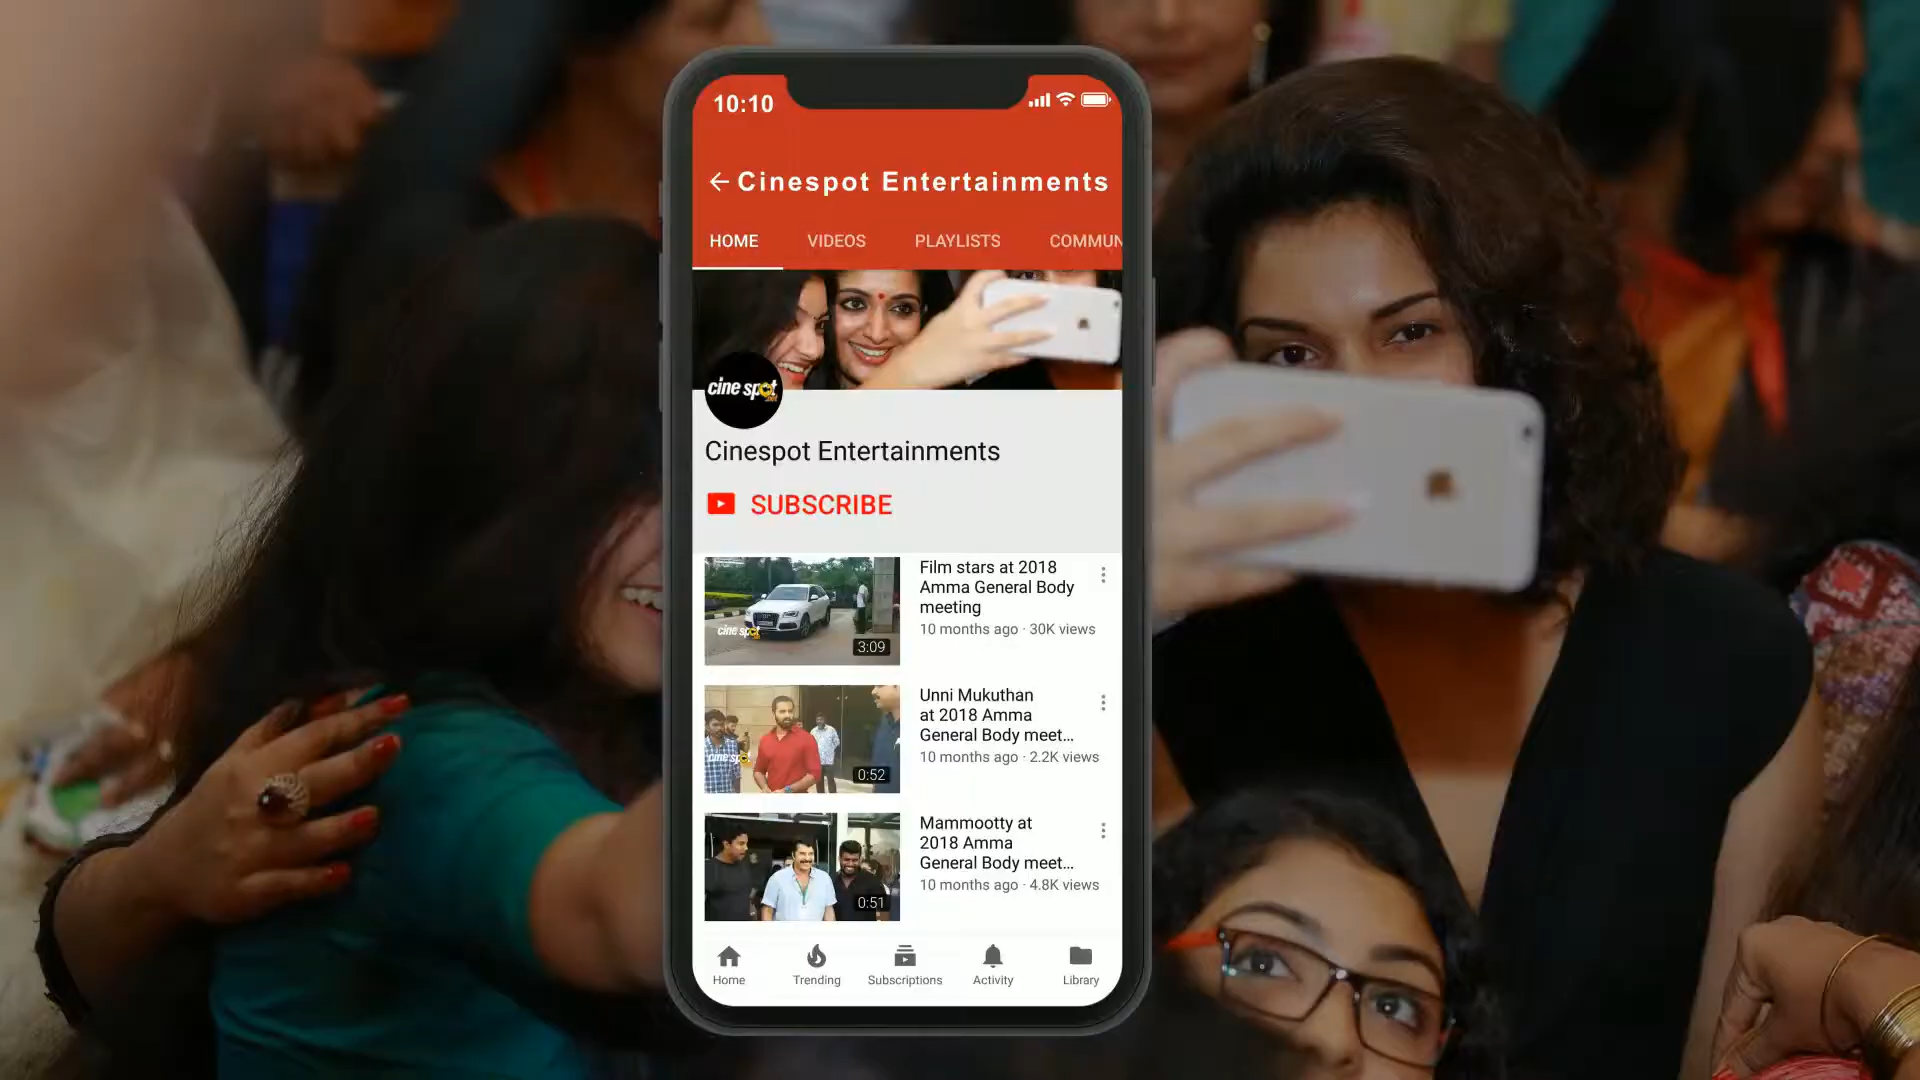 10:10
Cinespot Entertainments
HOME VIDEOS PLAYLISTS COMMUN
cine spot
.net
Cinespot Entertainments
SUBSCRIBE
Film stars at 2018
Amma General Body
meeting
10 months ago · 30K views
cine spot
3:09
Unni Mukuthan
at 2018 Amma
General Body meet...
10 months ago · 2.2K views
cine spot
0:52
Mammootty at
2018 Amma
General Body meet...
10 months ago · 4.8K views
0:51
Home Trending Subscriptions Activity Library